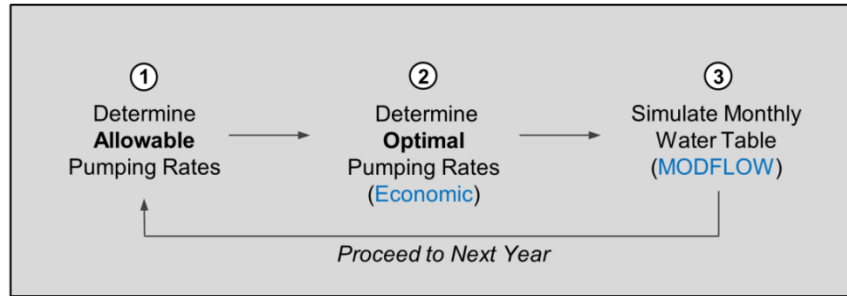 1
Determine
Allowable
Pumping Rates
2
Determine
Optimal
Pumping Rates
(Economic)
3
Simulate Monthly
Water Table
(MODFLOW)
Proceed to Next Year